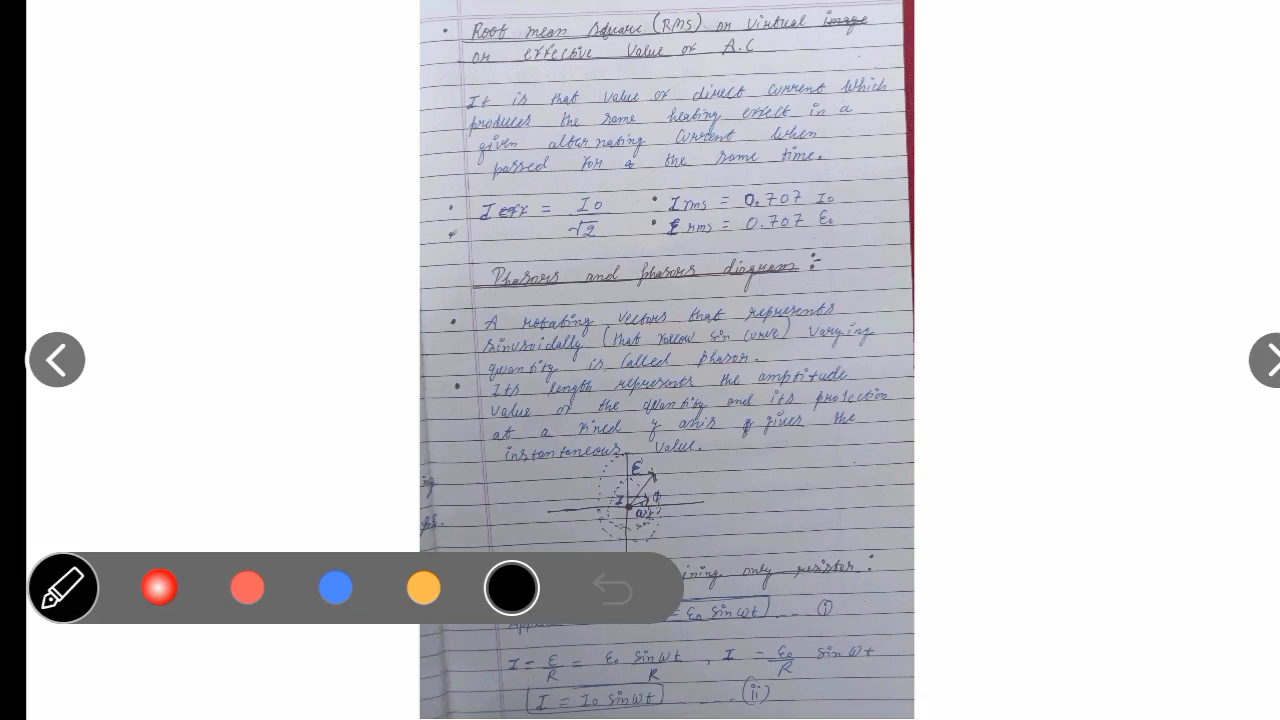 Root mean square (RMS) or virtual image
or effective value of A.C
It is that value of direct current which
produces the same heating effect in a
given alternating current when
passed for a the same time.
I eff = I0 / √2 • I rms = 0.707 I0
• E rms = 0.707 E0
Phasors and phasors diagram :-
• A rotating vectors that represents
sinusoidally (that follow sin curve) varying
quantity is called phasor.
• Its length represents the amptitude
value of the quantity and its projection
at a fixed y axis gives the
instantaneous value.
E
I ϕ
ωt
ining only resistor :
= E0 sin ωt ... (i)
I = E/R = E0 sin ωt / R , I = E0/R sin ωt
I = I0 sin ωt ... (ii)